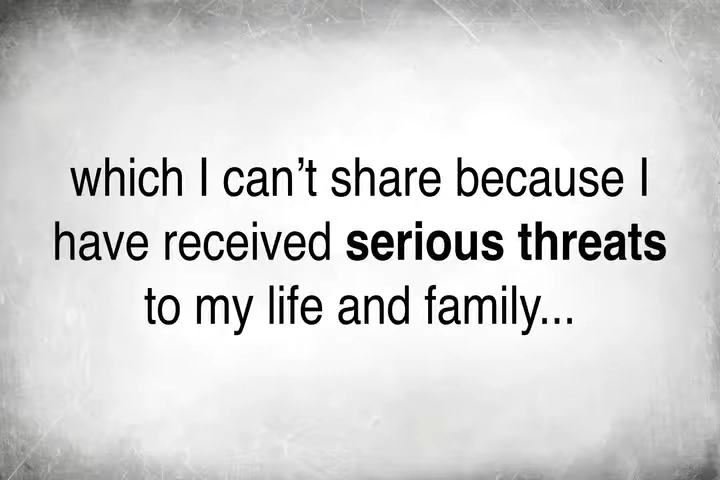 which I can’t share because I
have received serious threats
to my life and family...